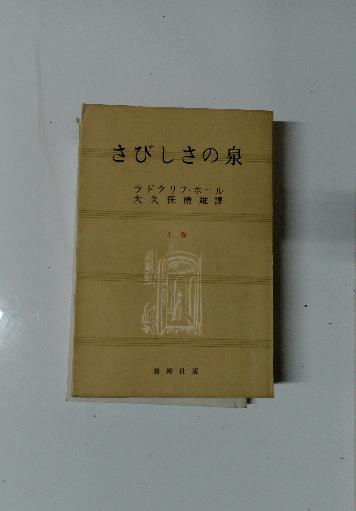 さびしさの泉
ラドクリフ・ホール
大久保康雄譯
上巻
新潮社版